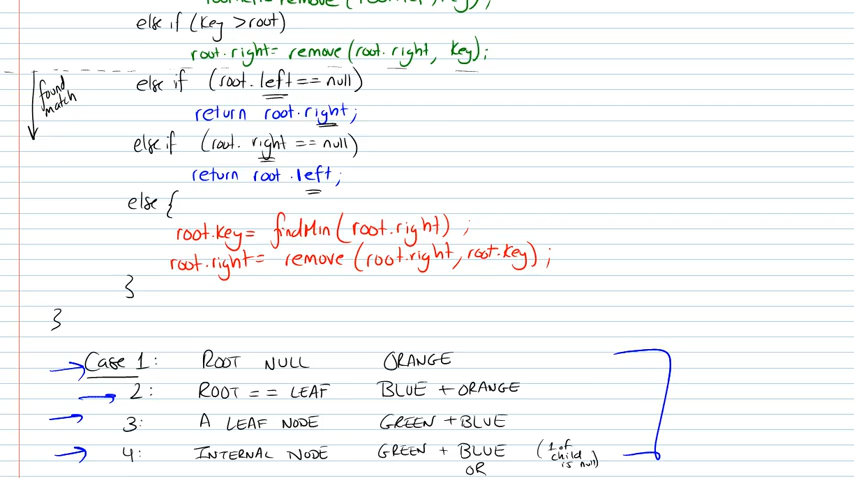 else if (key > root)
root.right = remove (root.right, key);
found match
else if (root.left == null)
return root.right;
else if (root. right == null)
return root.left;
else {
root.key = findMin (root.right) ;
root.right = remove (root.right, root.key) ;
}
}
Case 1: ROOT NULL ORANGE
2: ROOT == LEAF BLUE + ORANGE
3: A LEAF NODE GREEN + BLUE
4: INTERNAL NODE GREEN + BLUE (1 of child is null)
OR